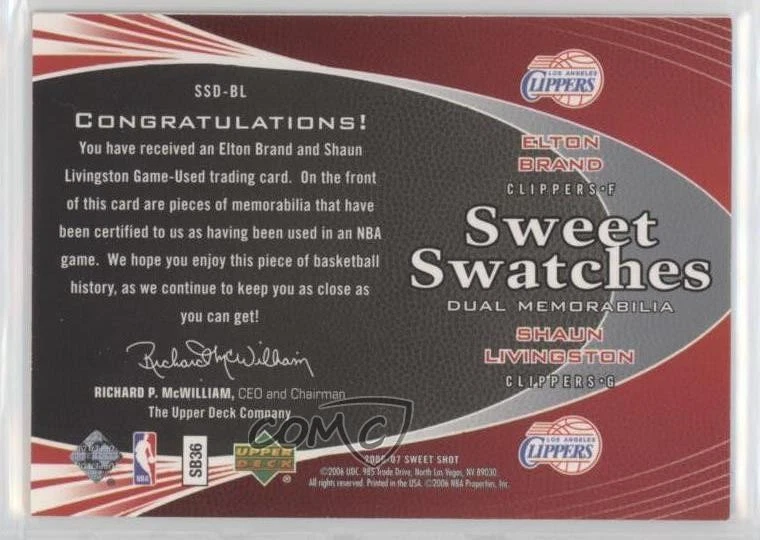 SSD-BL
CONGRATULATIONS!
You have received an Elton Brand and Shaun
Livingston Game-Used trading card. On the front
of this card are pieces of memorabilia that have
been certified to us as having been used in an NBA
game. We hope you enjoy this piece of basketball
history, as we continue to keep you as close as
you can get!
Richard McWilliam
RICHARD P. McWILLIAM, CEO and Chairman
The Upper Deck Company
LOS ANGELES
CLIPPERS
ELTON
BRAND
CLIPPERS•F
Sweet
Swatches
DUAL MEMORABILIA
SHAUN
LIVINGSTON
CLIPPERS•G
LOS ANGELES
CLIPPERS
NBA
SB36
UPPER
DECK
®
COMC
2006-07 SWEET SHOT
©2006 UDC. 985 Trade Drive, North Las Vegas, NV 89030.
All rights reserved. Printed in the USA. ©2006 NBA Properties, Inc.